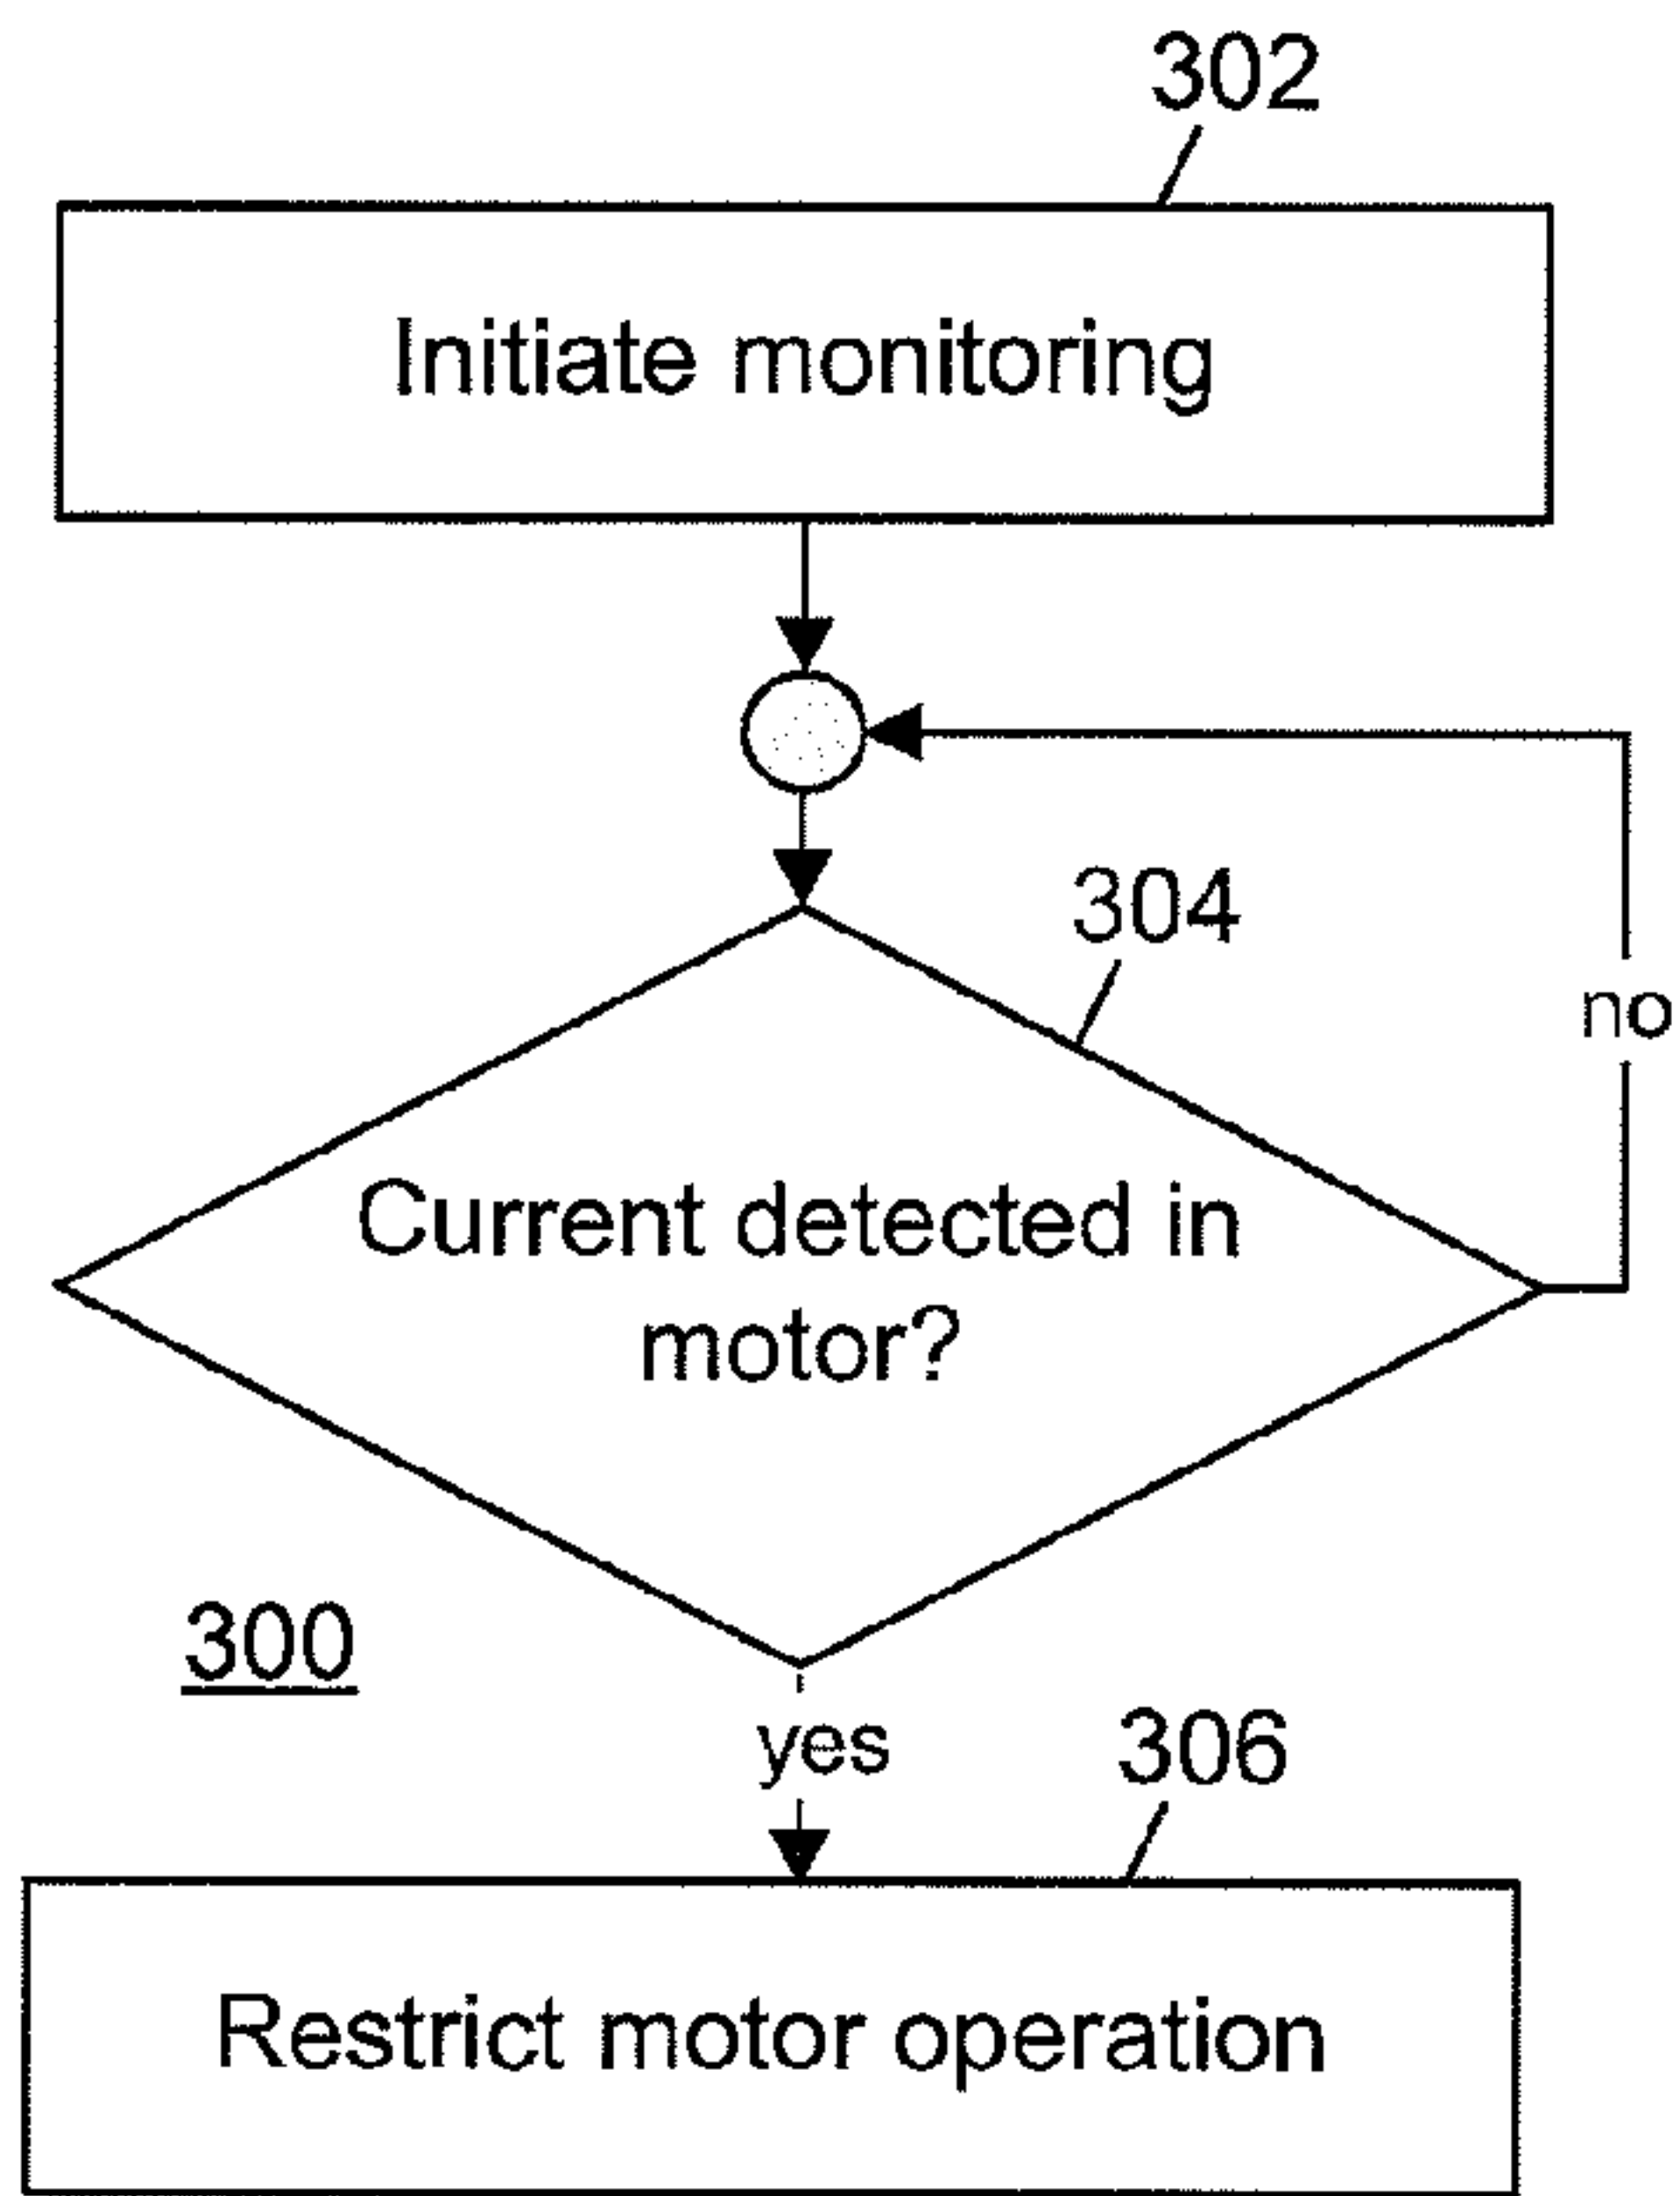 302
Initiate monitoring
304
no
Current detected in
motor?
300
yes
306
Restrict motor operation